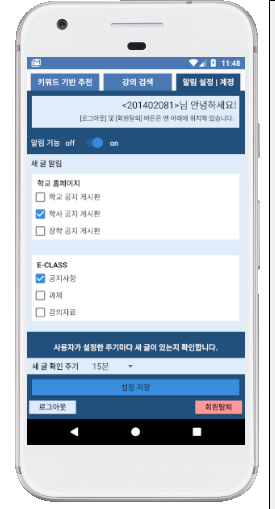 11:48
키워드 기반 추천 강의 검색 알림 설정 | 계정
<201402081>님 안녕하세요!
[로그아웃] 및 [회원탈퇴] 버튼은 맨 아래에 위치해 있습니다.
알림 기능 off on
새 글 알림
학교 홈페이지
학교 공지 게시판
학사 공지 게시판
장학 공지 게시판
E-CLASS
공지사항
과제
강의자료
사용자가 설정한 주기마다 새 글이 있는지 확인합니다.
새 글 확인 주기 15분
설정 저장
로그아웃 회원탈퇴